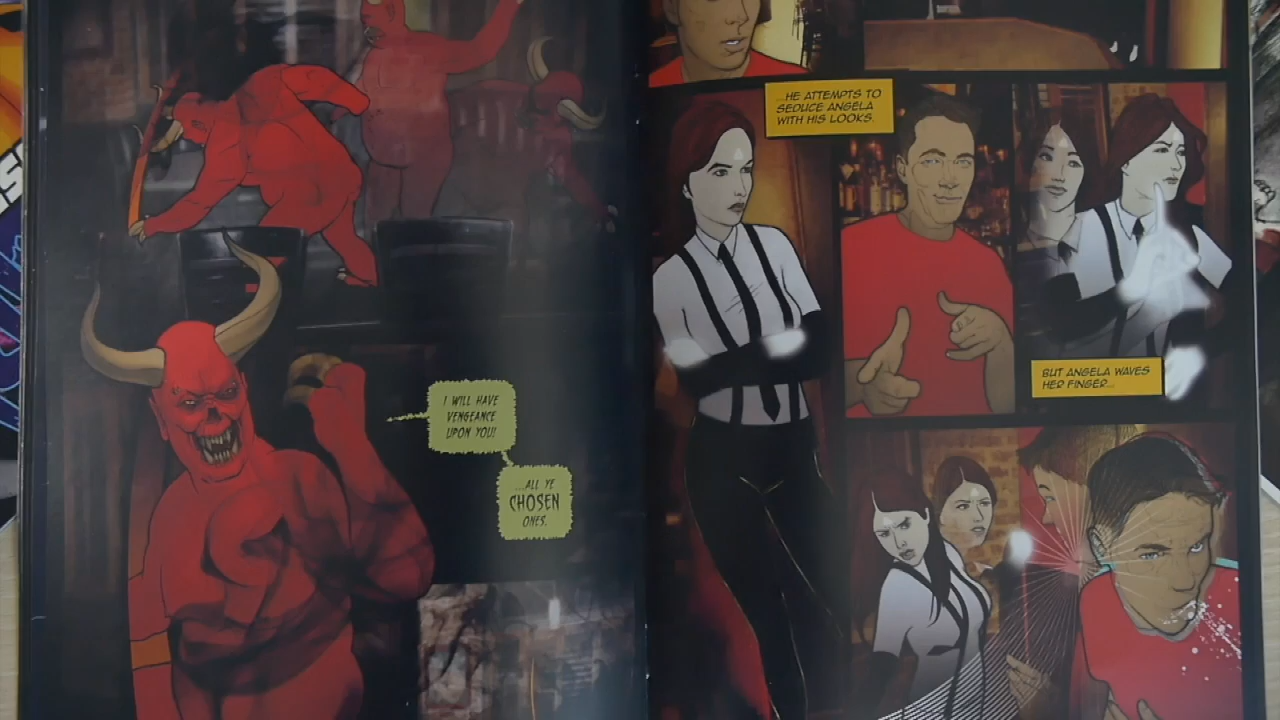 I WILL HAVE
VENGEANCE
UPON YOU!
...ALL YE
CHOSEN
ONES.
...HE ATTEMPTS TO
SEDUCE ANGELA
WITH HIS LOOKS.
BUT ANGELA WAVES
HER FINGER...